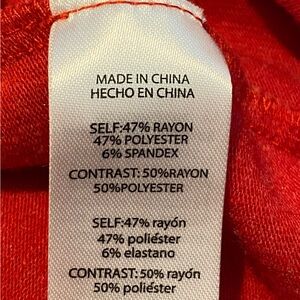 MADE IN CHINA
HECHO EN CHINA
SELF:47% RAYON
47% POLYESTER
6% SPANDEX
CONTRAST: 50%RAYON
50%POLYESTER
SELF:47% rayón
47% poliéster
6% elastano
CONTRAST: 50% rayón
50% poliéster